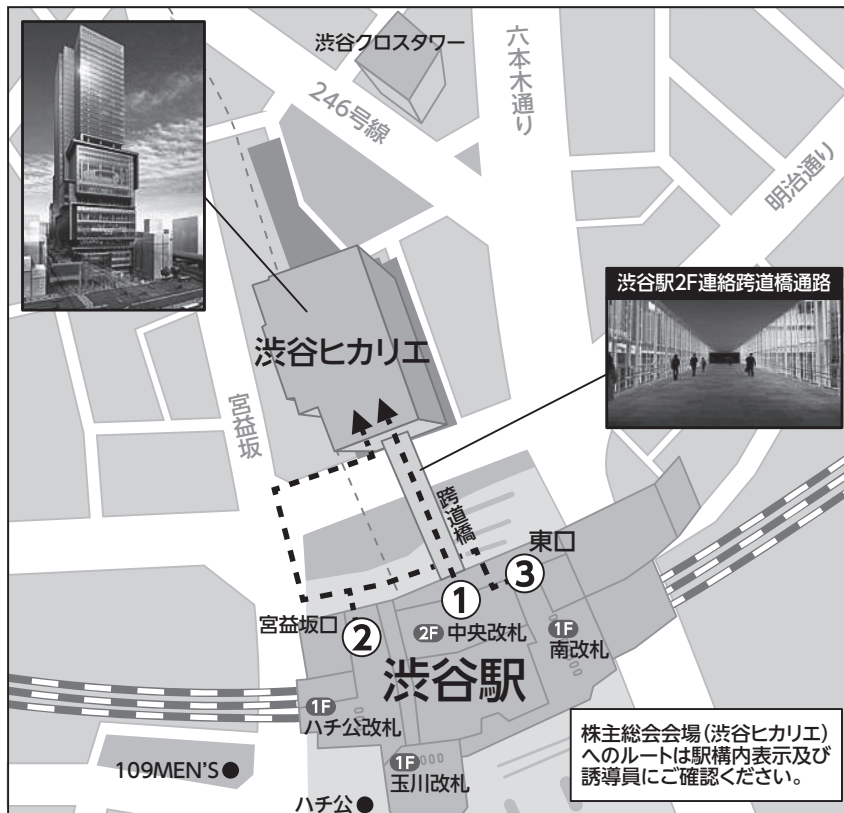 渋谷クロスタワー
六本木通り
246号線
明治通り
渋谷駅2F連絡跨道橋通路
渋谷ヒカリエ
宮益坂
跨道橋
東口
③
①
宮益坂口
②
2F 中央改札
1F
南改札
渋谷駅
1F
ハチ公改札
1F
玉川改札
109MEN'S
ハチ公
株主総会会場(渋谷ヒカリエ)
へのルートは駅構内表示及び
誘導員にご確認ください。